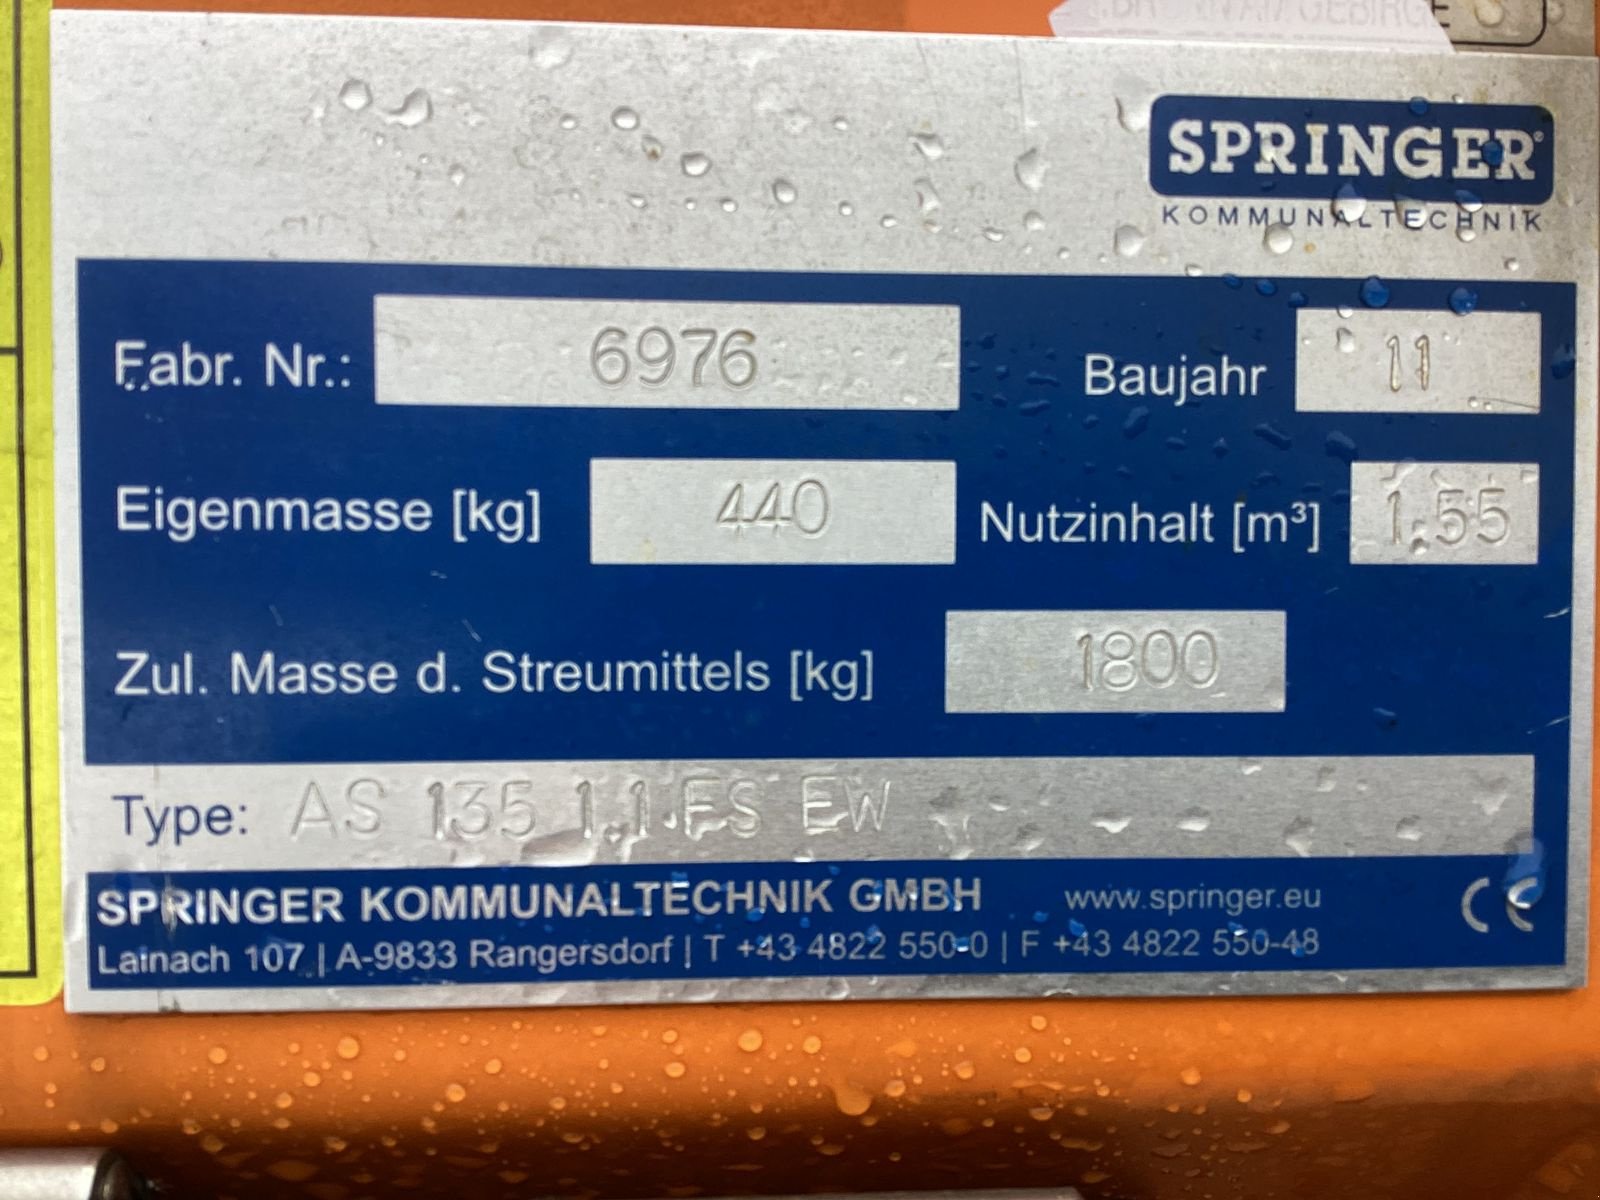 GEBIRGE
SPRINGER®
KOMMUNALTECHNIK
Fabr. Nr.: 6976 Baujahr 11
Eigenmasse [kg] 440 Nutzinhalt [m³] 1.55
Zul. Masse d. Streumittels [kg] 1800
Type: AS 135 1.1 FS EW
SPRINGER KOMMUNALTECHNIK GMBH www.springer.eu CE
Lainach 107 | A-9833 Rangersdorf | T +43 4822 550-0 | F +43 4822 550-48